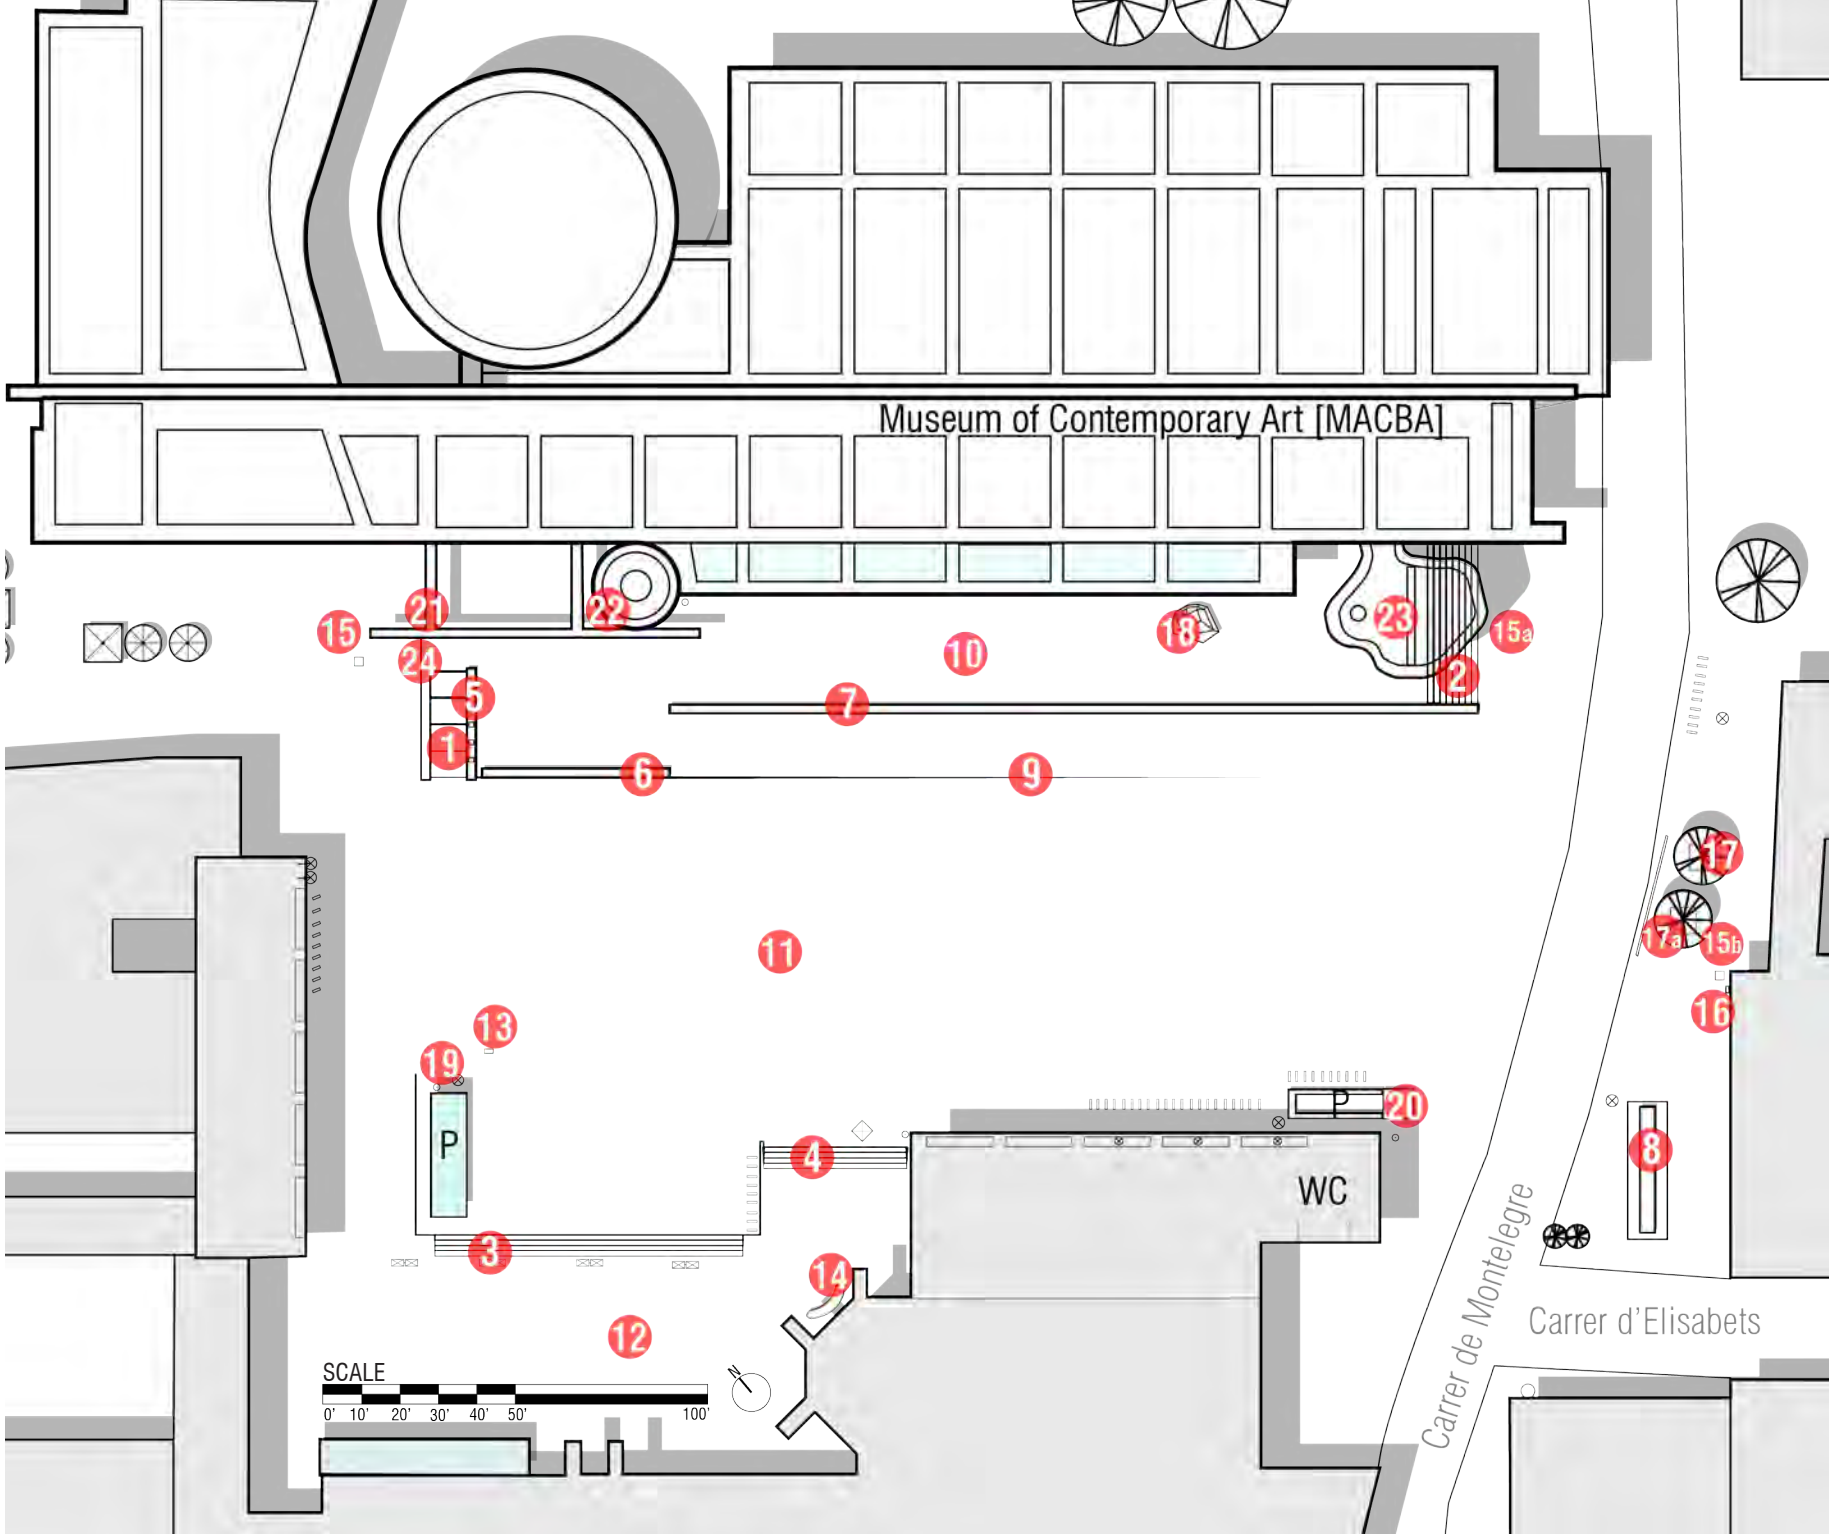 Museum of Contemporary Art [MACBA]
21
22
15
18
23
15a
10
24
2
5
7
1
6
9
17
17a
15b
11
16
13
19
P
P
20
P
4
8
WC
3
14
Carrer de Montelegre
Carrer d'Elisabets
12
SCALE
N
0' 10' 20' 30' 40' 50' 100'